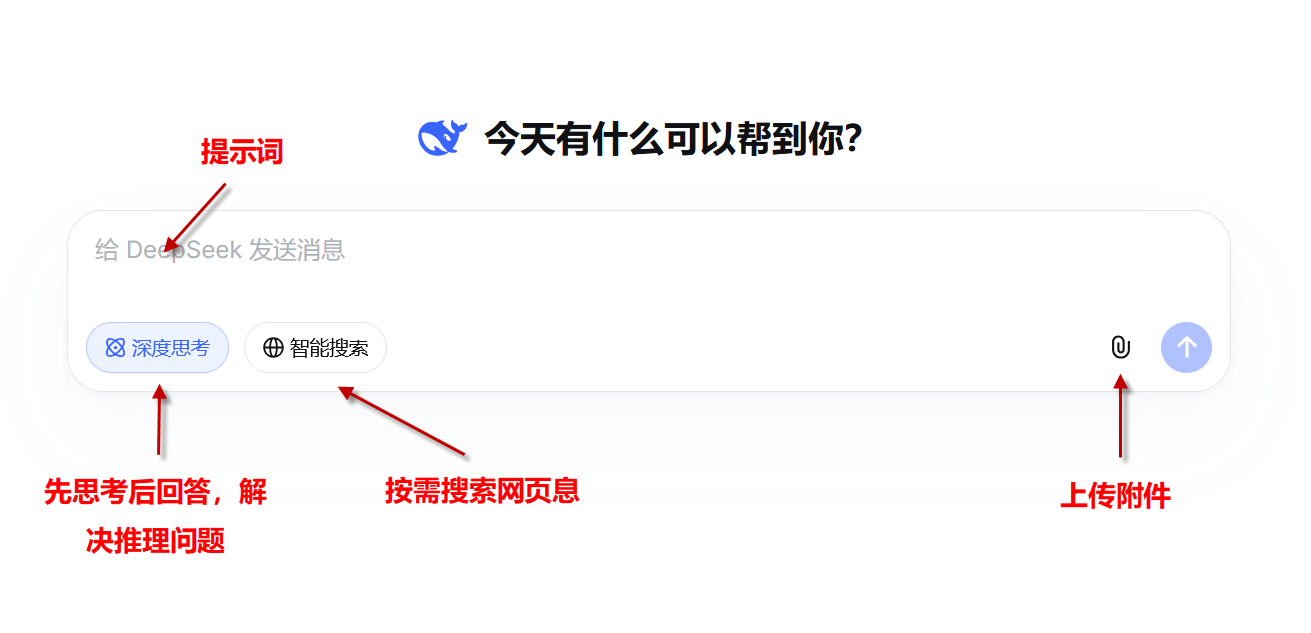 今天有什么可以帮到你？
提示词
给 DeepSeek 发送消息
深度思考
智能搜索
先思考后回答，解
决推理问题
按需搜索网页息
上传附件